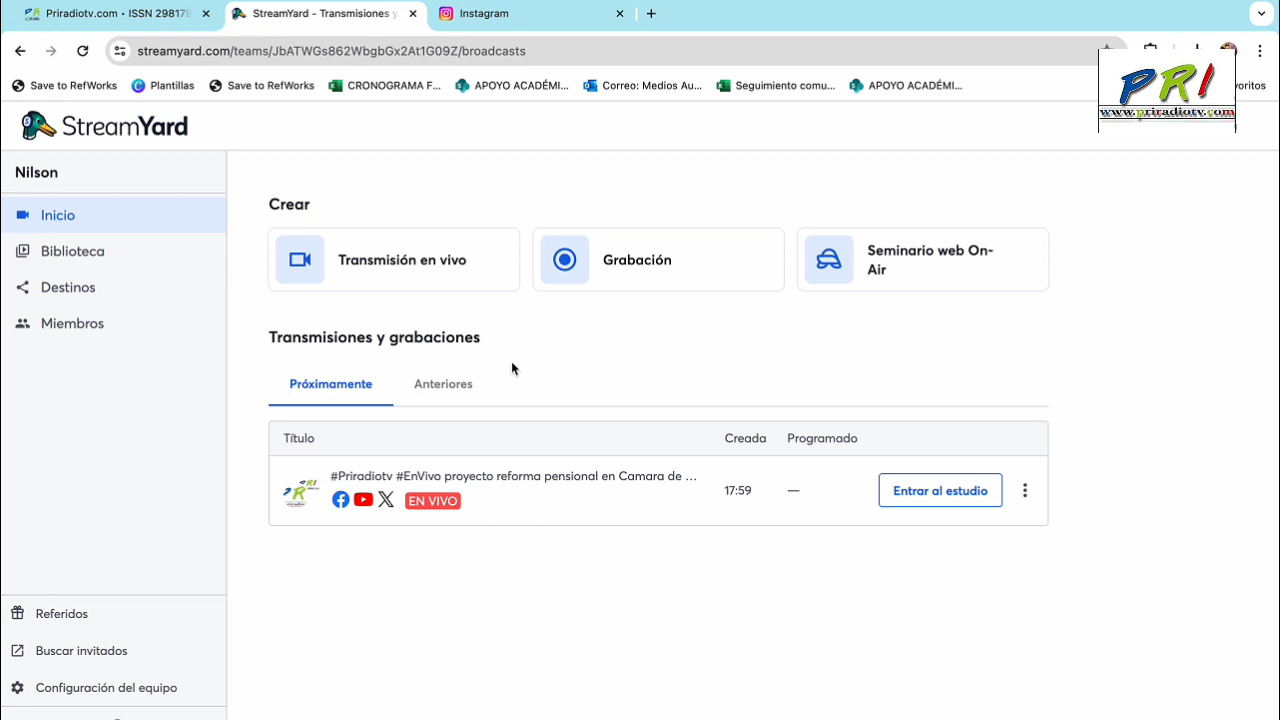 Priradiotv.com • ISSN 29817
StreamYard - Transmisiones y
Instagram
streamyard.com/teams/JbATWGs862WbgbGx2At1G09Z/broadcasts
Save to RefWorks
Plantillas
Save to RefWorks
CRONOGRAMA F...
APOYO ACADÉMI...
Correo: Medios Au...
Seguimiento comu...
APOYO ACADÉMI...
voritos
PRI
www.priradiotv.com
StreamYard
Nilson
Inicio
Biblioteca
Destinos
Miembros
Crear
Transmisión en vivo
Grabación
Seminario web On-
Air
Transmisiones y grabaciones
Próximamente
Anteriores
Título
Creada
Programado
#Priradiotv #EnVivo proyecto reforma pensional en Camara de ...
EN VIVO
17:59
—
Entrar al estudio
Referidos
Buscar invitados
Configuración del equipo